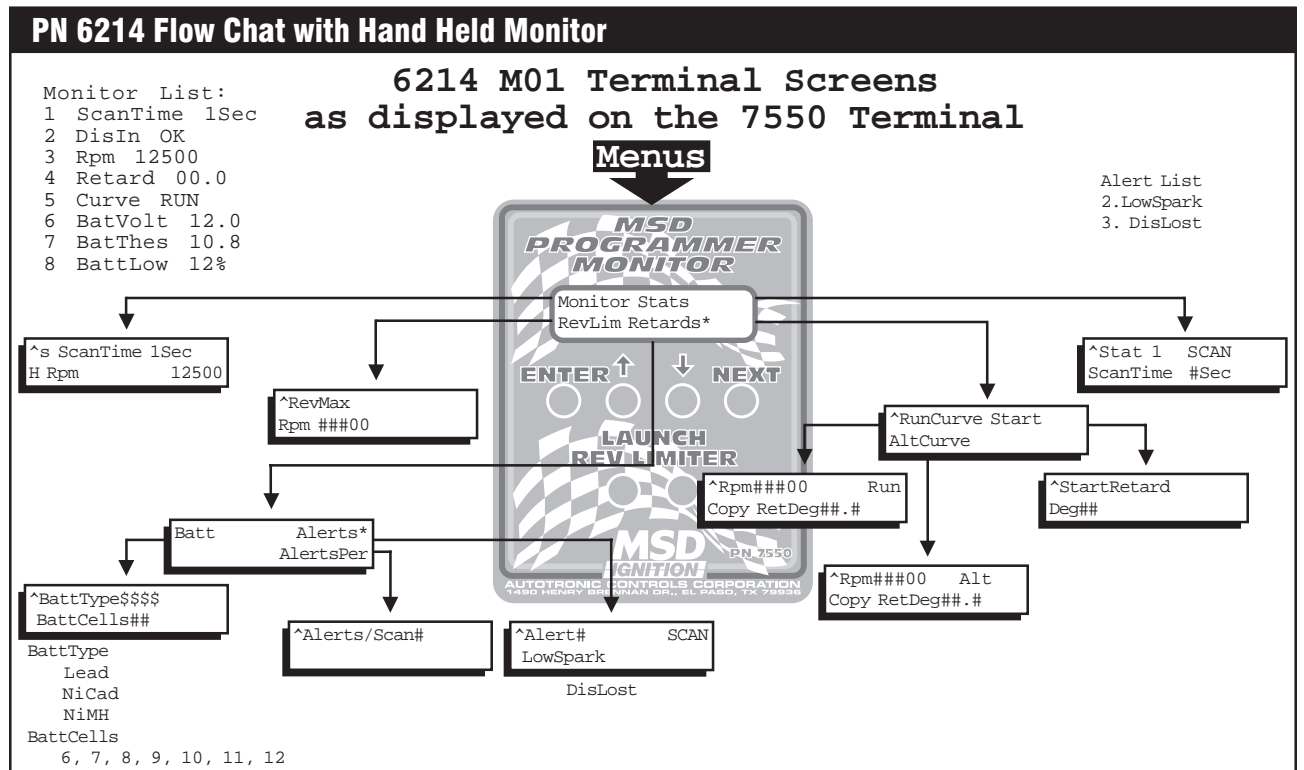 PN 6214 Flow Chat with Hand Held Monitor
6214 M01 Terminal Screens
as displayed on the 7550 Terminal
Menus
Monitor List:
1 ScanTime 1Sec
2 DisIn OK
3 Rpm 12500
4 Retard 00.0
5 Curve RUN
6 BatVolt 12.0
7 BatThes 10.8
8 BattLow 12%
Alert List
2.LowSpark
3. DisLost
MSD
PROGRAMMER
MONITOR
Monitor Stats
RevLim Retards*
ENTER NEXT
LAUNCH
REV LIMITER
MSD
IGNITION
PN 7550
AUTOTRONIC CONTROLS CORPORATION
1490 HENRY BRENNAN DR., EL PASO, TX 79936
^s ScanTime 1Sec
H Rpm 12500
^RevMax
Rpm ###00
^Stat 1 SCAN
ScanTime #Sec
^RunCurve Start
AltCurve
^Rpm###00 Run
Copy RetDeg##.#
^StartRetard
Deg##
^Rpm###00 Alt
Copy RetDeg##.#
Batt Alerts*
AlertsPer
^BattType$$$$
BattCells##
^Alerts/Scan#
^Alert# SCAN
LowSpark
DisLost
BattType
Lead
NiCad
NiMH
BattCells
6, 7, 8, 9, 10, 11, 12